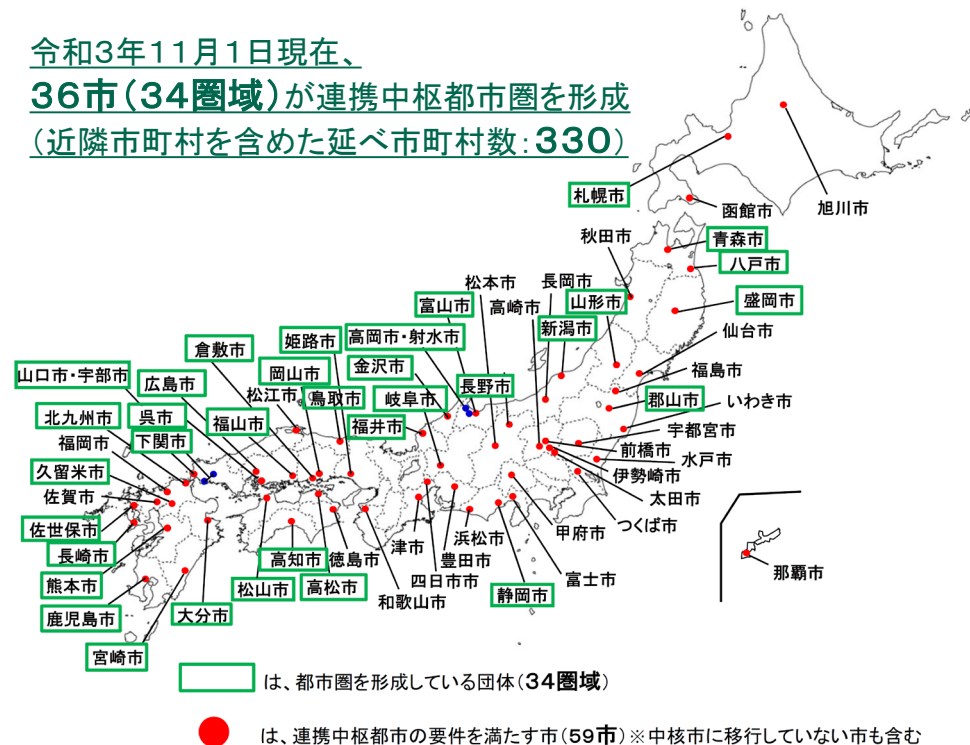 令和3年11月1日現在、
36市(34圏域)が連携中枢都市圏を形成
(近隣市町村を含めた延べ市町村数:330)
札幌市
函館市
旭川市
秋田市
青森市
八戸市
松本市
長岡市
富山市
高崎市
山形市
盛岡市
倉敷市
姫路市
高岡市・射水市
新潟市
仙台市
山口市・宇部市
広島市
岡山市
金沢市
福島市
松江市
鳥取市
岐阜市
長野市
郡山市
いわき市
北九州市
呉市
福山市
福井市
宇都宮市
福岡市
下関市
前橋市
水戸市
久留米市
伊勢崎市
佐賀市
太田市
佐世保市
つくば市
長崎市
高知市
徳島市
津市
浜松市
甲府市
豊田市
那覇市
熊本市
松山市
高松市
四日市市
富士市
和歌山市
静岡市
鹿児島市
大分市
宮崎市
は、都市圏を形成している団体(34圏域)
は、連携中枢都市の要件を満たす市(59市)※中核市に移行していない市も含む